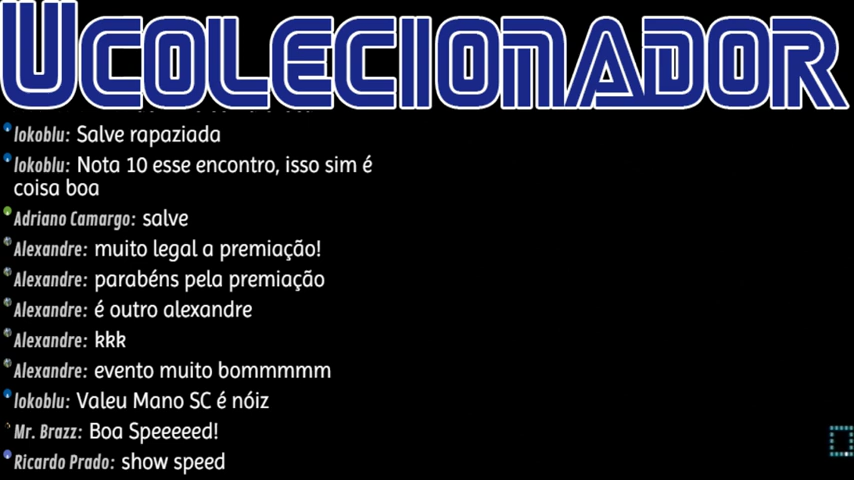 UCOLECIONADOR
lokoblu: Salve rapaziada
lokoblu: Nota 10 esse encontro, isso sim é
coisa boa
Adriano Camargo: salve
Alexandre: muito legal a premiação!
Alexandre: parabéns pela premiação
Alexandre: é outro alexandre
Alexandre: kkk
Alexandre: evento muito bommmmm
lokoblu: Valeu Mano SC é nóiz
Mr. Brazz: Boa Speeeeed!
Ricardo Prado: show speed